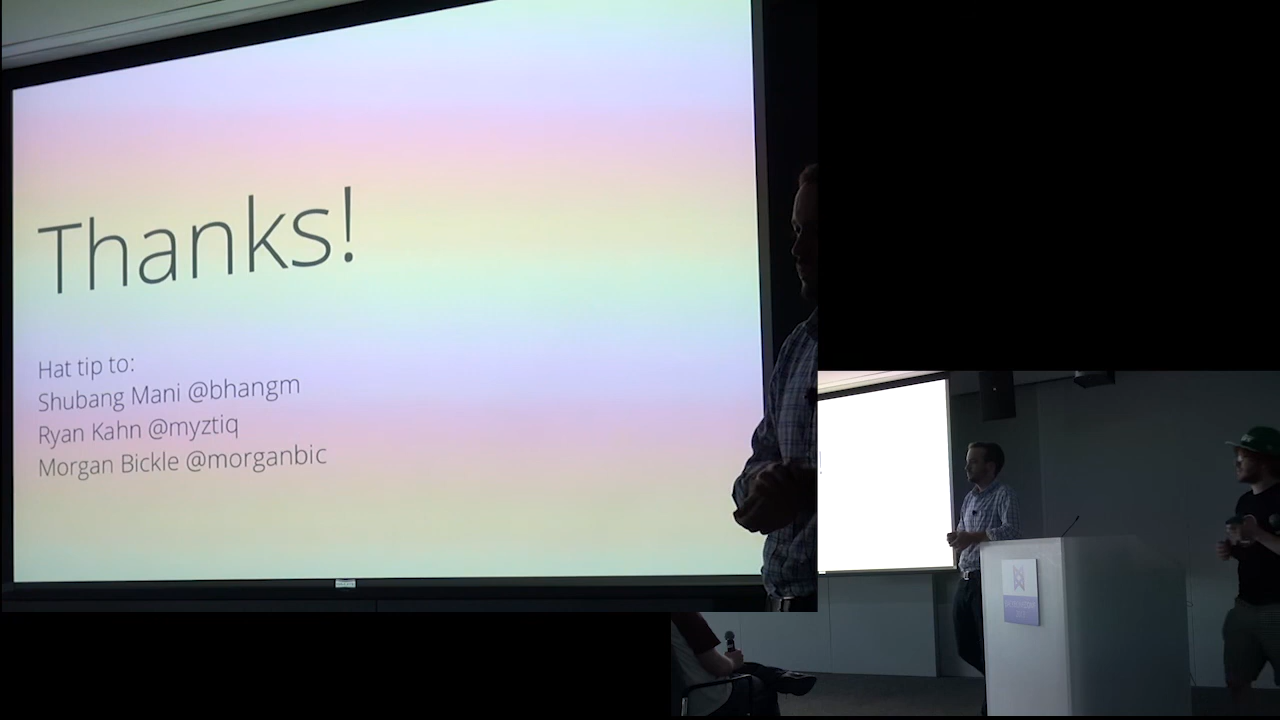 Thanks!
Hat tip to:
Shubang Mani @bhangm
Ryan Kahn @myztiq
Morgan Bickle @morganbic